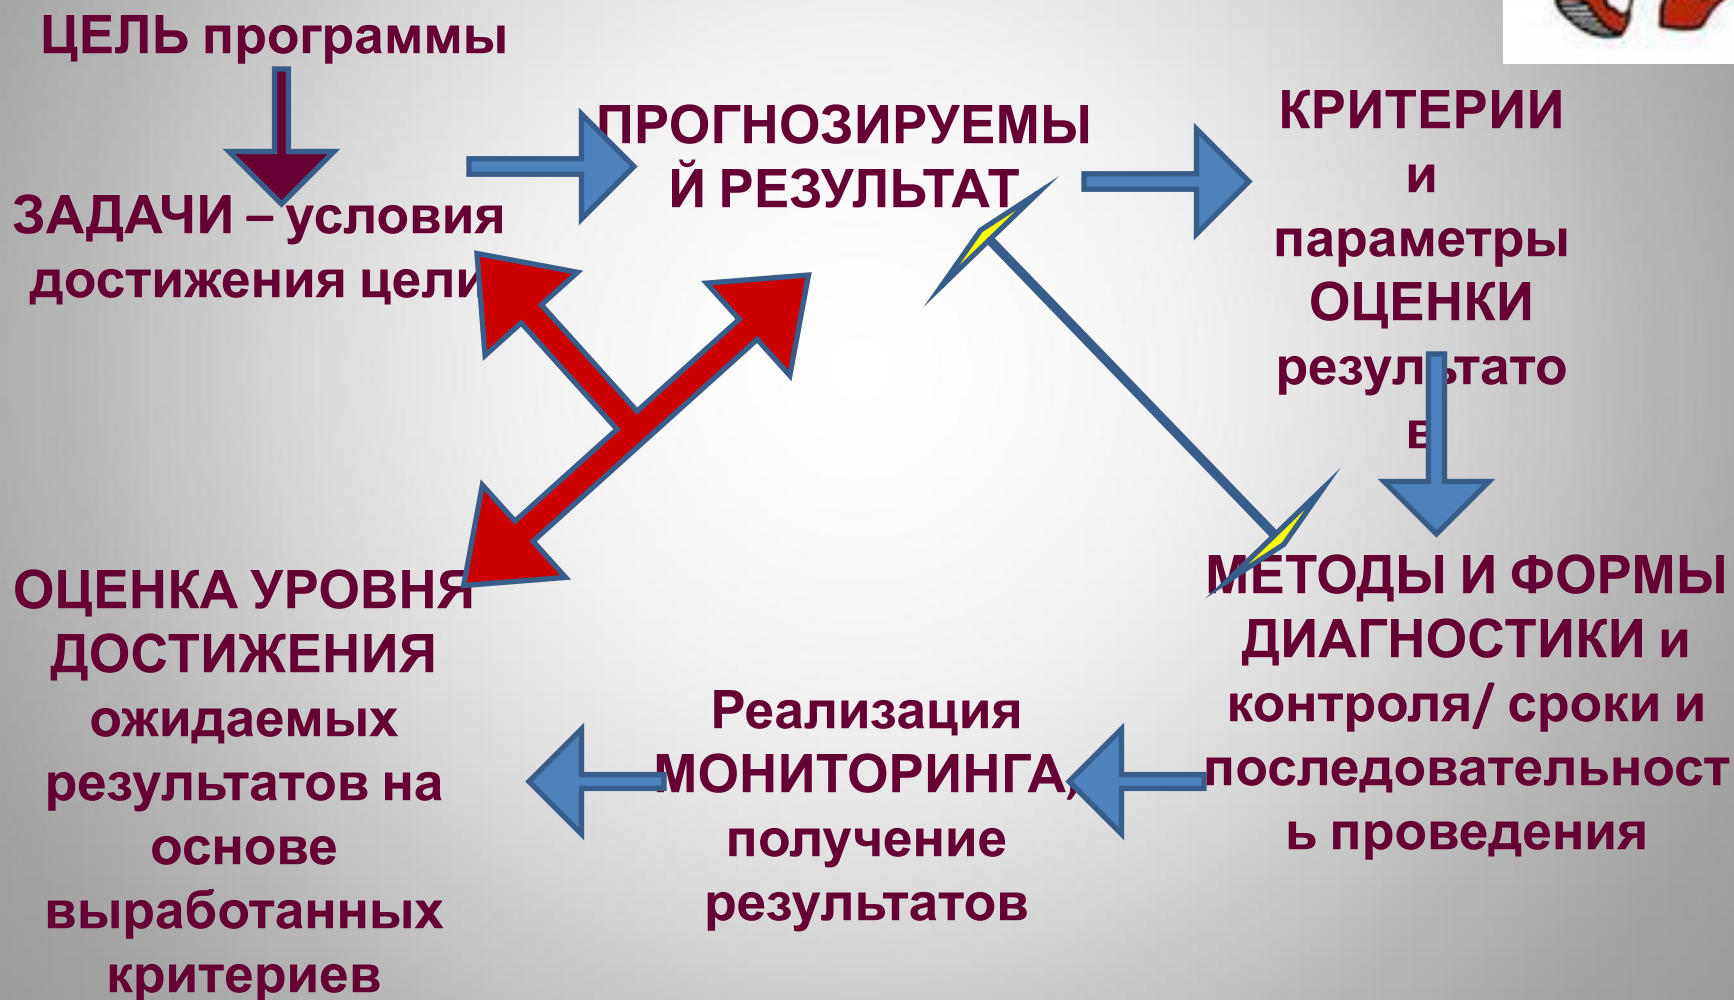 ЦЕЛЬ программы
ЗАДАЧИ – условия
достижения цели
ПРОГНОЗИРУЕМЫ
Й РЕЗУЛЬТАТ
КРИТЕРИИ
и
параметры
ОЦЕНКИ
результато
в
МЕТОДЫ И ФОРМЫ
ДИАГНОСТИКИ и
контроля/ сроки и
последовательност
ь проведения
Реализация
МОНИТОРИНГА,
получение
результатов
ОЦЕНКА УРОВНЯ
ДОСТИЖЕНИЯ
ожидаемых
результатов на
основе
выработанных
критериев